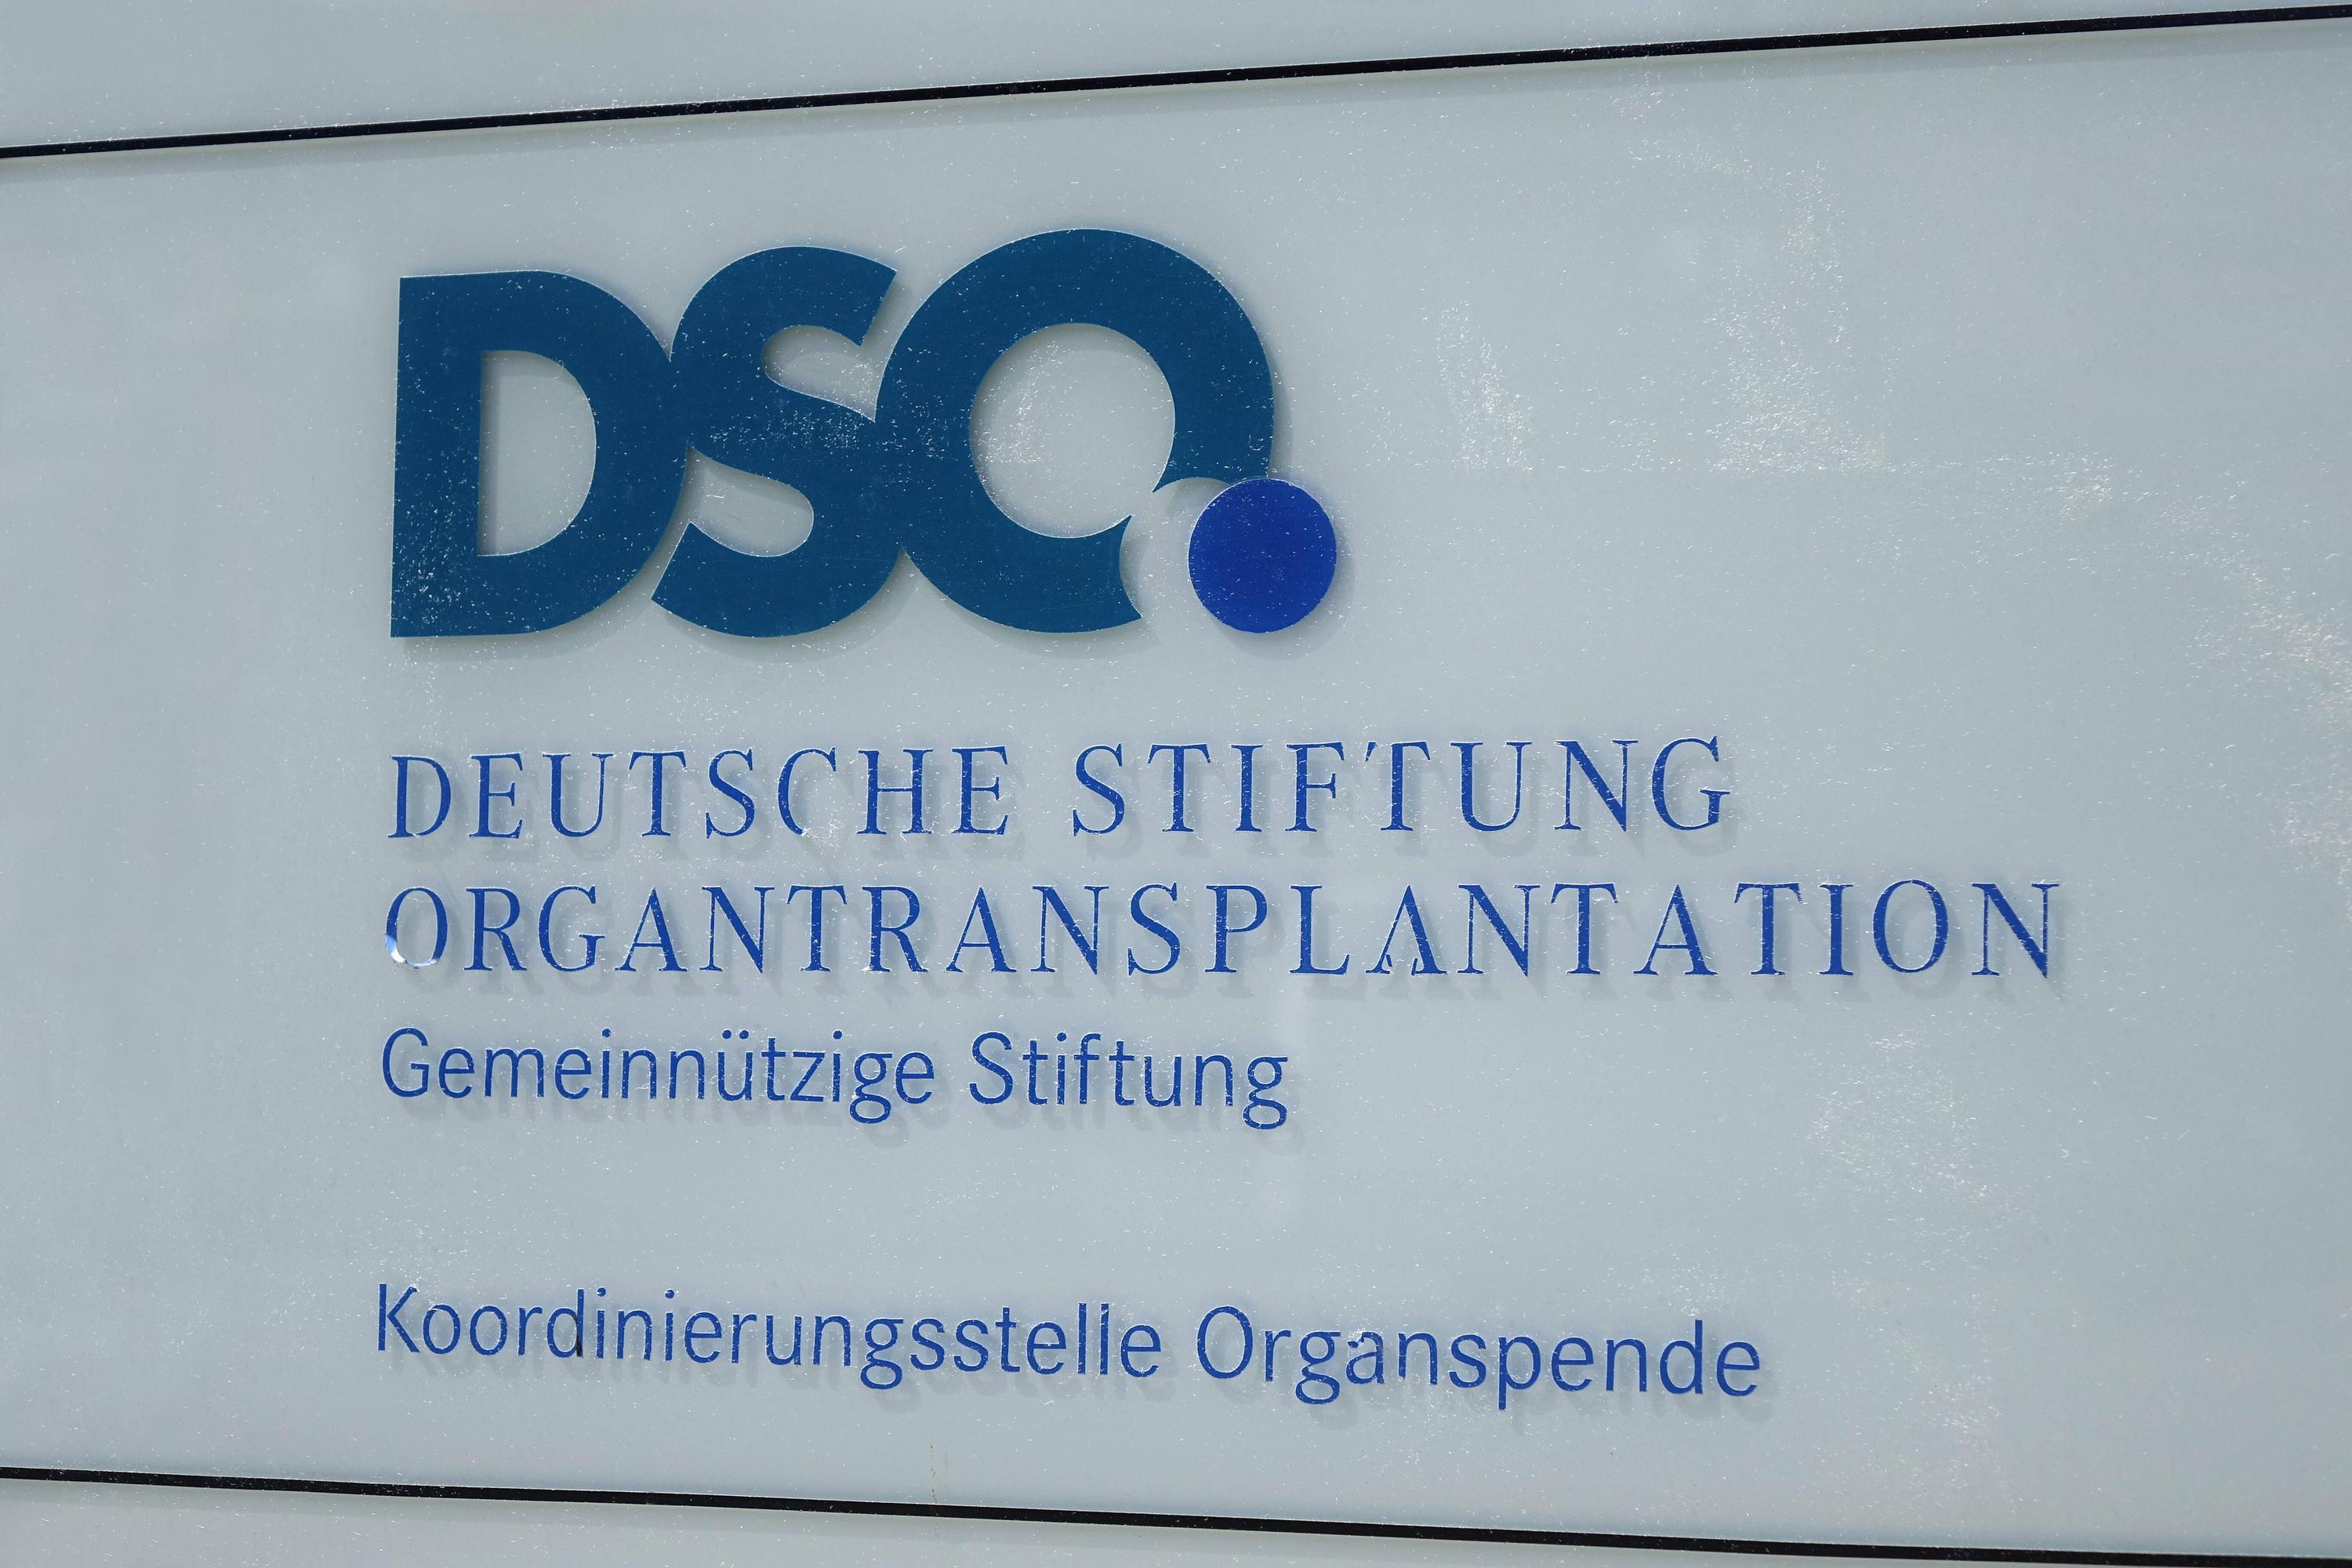 DSO
DEUTSCHE STIFTUNG
ORGANTRANSPLANTATION
Gemeinnützige Stiftung
Koordinierungsstelle Organspende